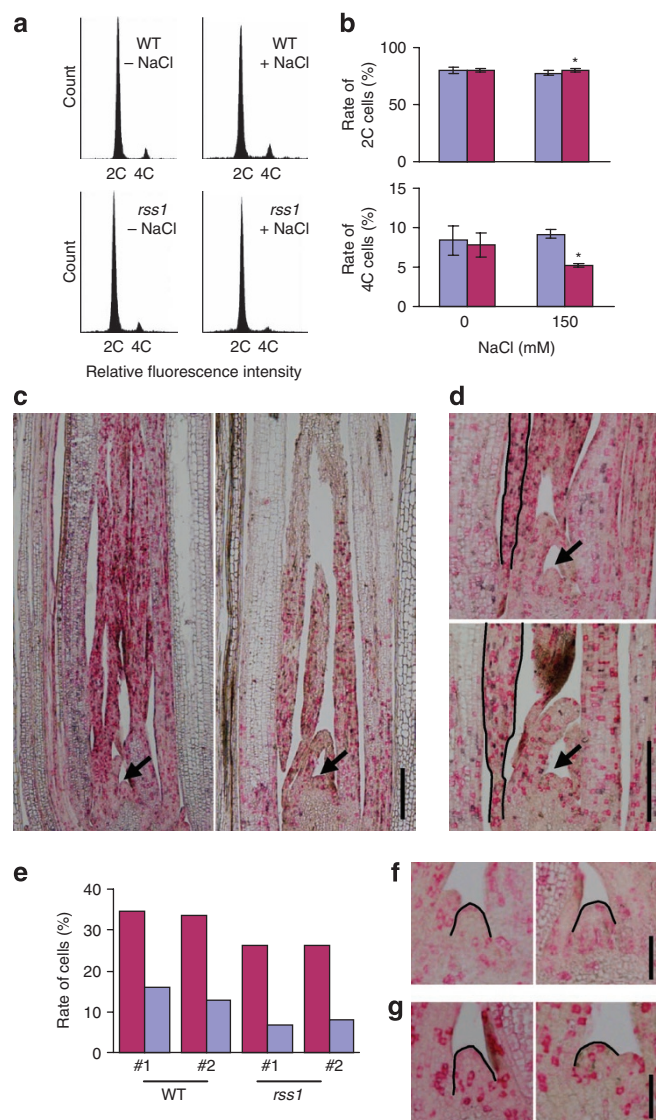 a
WT
– NaCl
WT
+ NaCl
Count
2C 4C
2C 4C
rss1
– NaCl
rss1
+ NaCl
Count
2C 4C
2C 4C
Relative fluorescence intensity
b
Rate of
2C cells (%)
100
50
0
*
Rate of
4C cells (%)
15
10
5
0
*
0
150
NaCl (mM)
c
d
e
Rate of cells (%)
40
30
20
10
0
#1
#2
#1
#2
WT
rss1
f
g